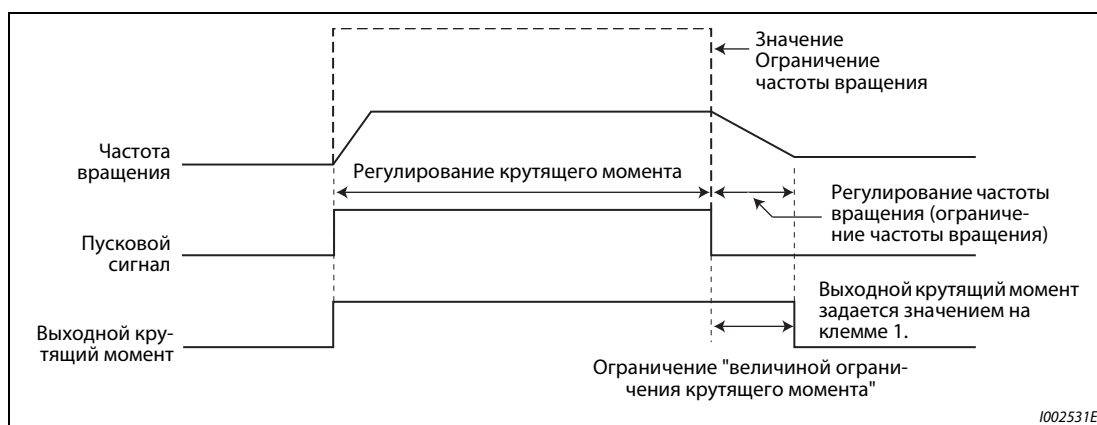 Значение
Ограничение
частоты вращения
Частота
вращения
Регулирование крутящего момента
Регулирование частоты
вращения (ограниче-
ние частоты вращения)
Пусковой
сигнал
Выходной крутящий момент
задается значением на
клемме 1.
Выходной кру-
тящий момент
Ограничение "величиной ограни-
чения крутящего момента"
I002531E